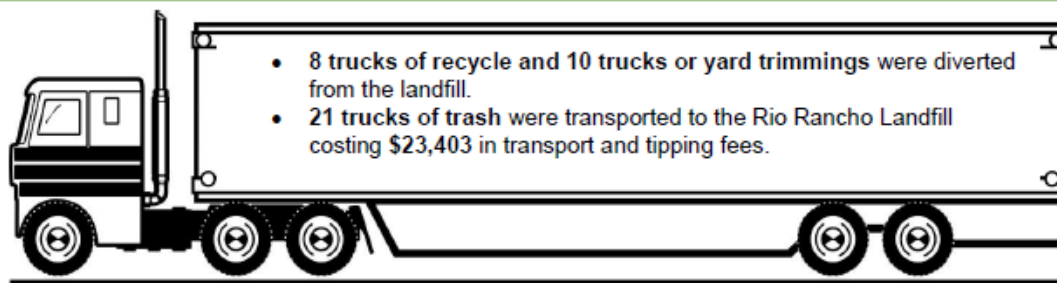 • 8 trucks of recycle and 10 trucks or yard trimmings were diverted
from the landfill.
• 21 trucks of trash were transported to the Rio Rancho Landfill
costing $23,403 in transport and tipping fees.